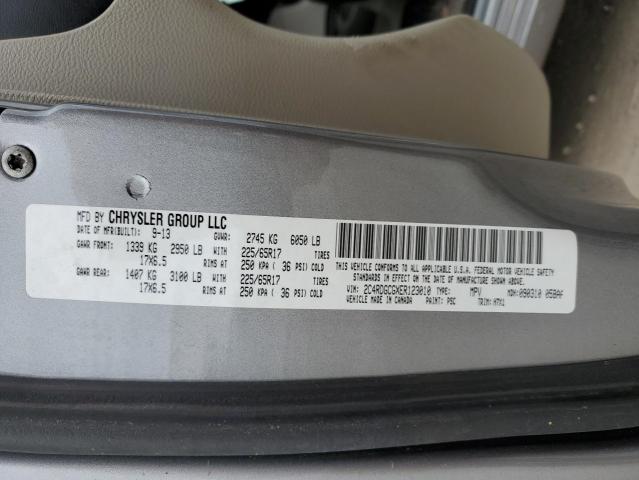 MFD BY CHRYSLER GROUP LLC
DATE OF MFR(BUILT): 9-13 GVWR: 2745 KG 6050 LB
GAWR FRONT: 1339 KG 2950 LB WITH 225/65R17 TIRES
17X6.5 RIMS AT 250 KPA ( 36 PSI) COLD
GAWR REAR: 1407 KG 3100 LB WITH 225/65R17 TIRES
17X6.5 RIMS AT 250 KPA ( 36 PSI) COLD
THIS VEHICLE CONFORMS TO ALL APPLICABLE U.S.A. FEDERAL MOTOR VEHICLE SAFETY
STANDARDS IN EFFECT ON THE DATE OF MANUFACTURE SHOWN ABOVE.
VIN: 2C4RDGCGXER123010 TYPE: MPV MDH:090310 05BAF
MADE IN CANADA PAINT: PSC TRIM: H7X1